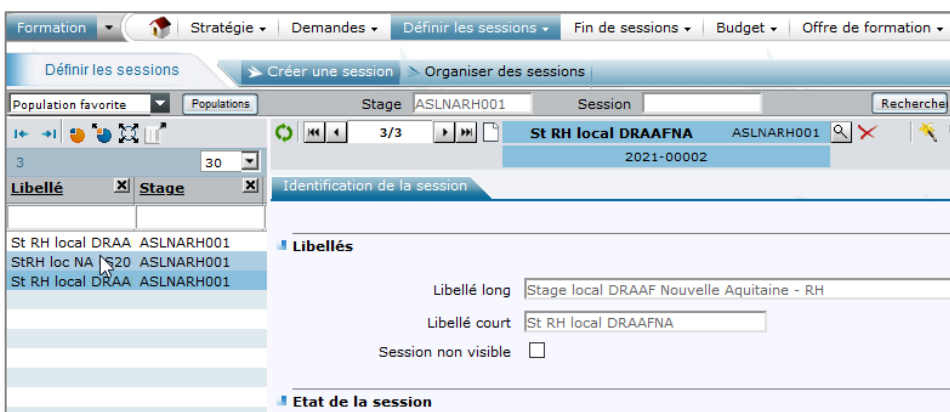 Formation Stratégie Demandes Définir les sessions Fin de sessions Budget Offre de formation
Définir les sessions Créer une session Organiser des sessions
Population favorite Populations Stage ASLNARH001 Session Recherche
3/3 St RH local DRAAFNA ASLNARH001
3 30 2021-00002
Libellé Stage Identification de la session
St RH local DRAA ASLNARH001
Libellés
StRH loc NA S20 ASLNARH001
St RH local DRAA ASLNARH001
Libellé long Stage local DRAAF Nouvelle Aquitaine - RH
Libellé court St RH local DRAAFNA
Session non visible
Etat de la session